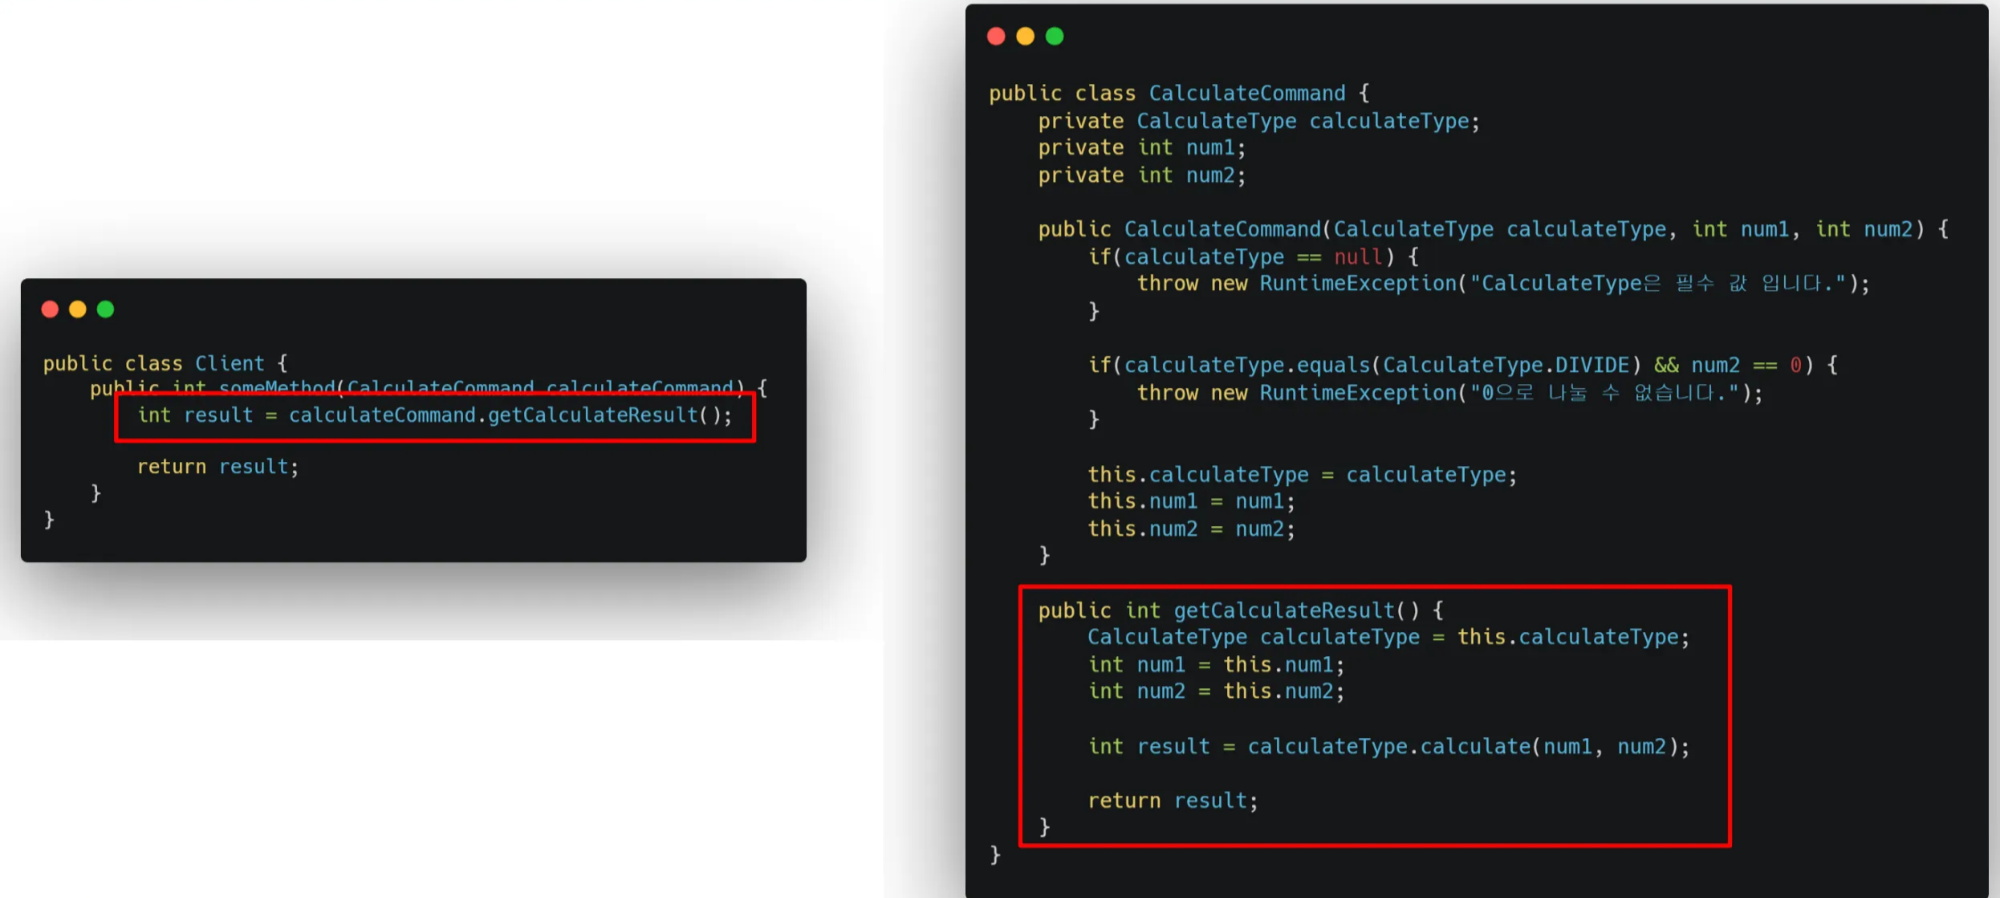 public class Client {
public int someMethod(CalculateCommand calculateCommand) {
int result = calculateCommand.getCalculateResult();
return result;
}
}
public class CalculateCommand {
private CalculateType calculateType;
private int num1;
private int num2;
public CalculateCommand(CalculateType calculateType, int num1, int num2) {
if(calculateType == null) {
throw new RuntimeException("CalculateType은 필수 값 입니다.");
}
if(calculateType.equals(CalculateType.DIVIDE) && num2 == 0) {
throw new RuntimeException("0으로 나눌 수 없습니다.");
}
this.calculateType = calculateType;
this.num1 = num1;
this.num2 = num2;
}
public int getCalculateResult() {
CalculateType calculateType = this.calculateType;
int num1 = this.num1;
int num2 = this.num2;
int result = calculateType.calculate(num1, num2);
return result;
}
}